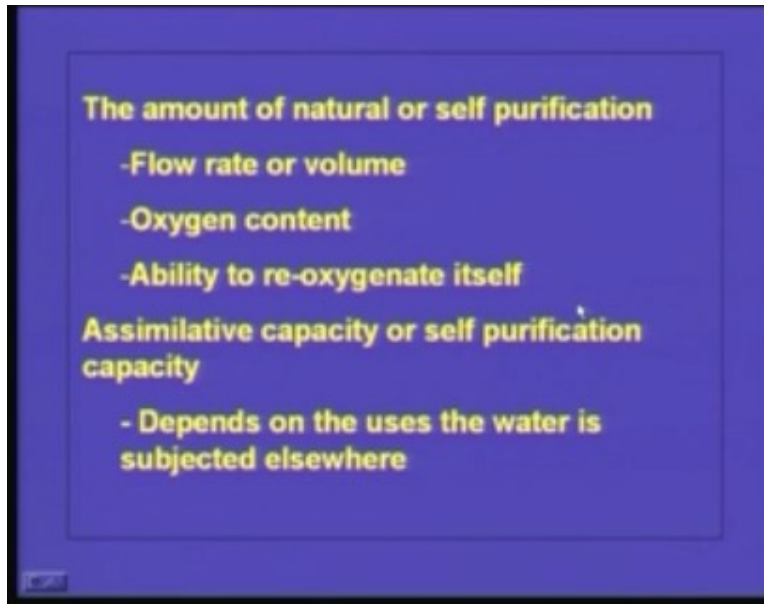 The amount of natural or self purification
-Flow rate or volume
-Oxygen content
-Ability to re-oxygenate itself
Assimilative capacity or self purification
capacity
- Depends on the uses the water is
subjected elsewhere